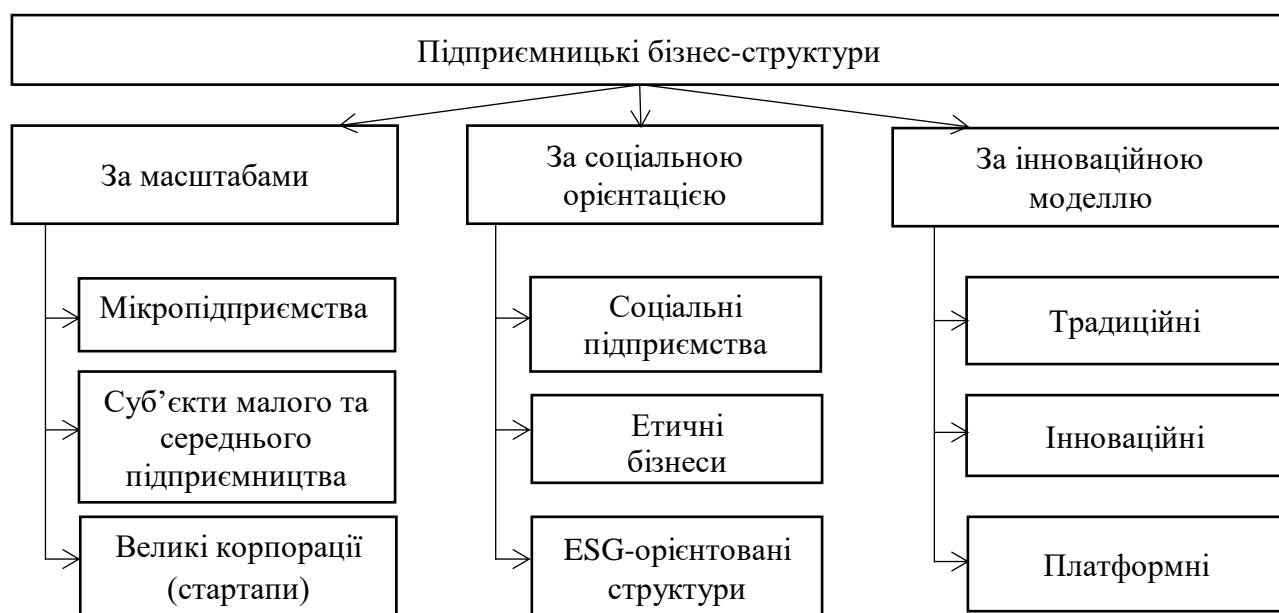 Підприємницькі бізнес-структури
За масштабами
Мікропідприємства
Суб’єкти малого та
середнього
підприємництва
Великі корпорації
(стартапи)
За соціальною
орієнтацією
Соціальні
підприємства
Етичні
бізнеси
ESG-орієнтовані
структури
За інноваційною
моделлю
Традиційні
Інноваційні
Платформні